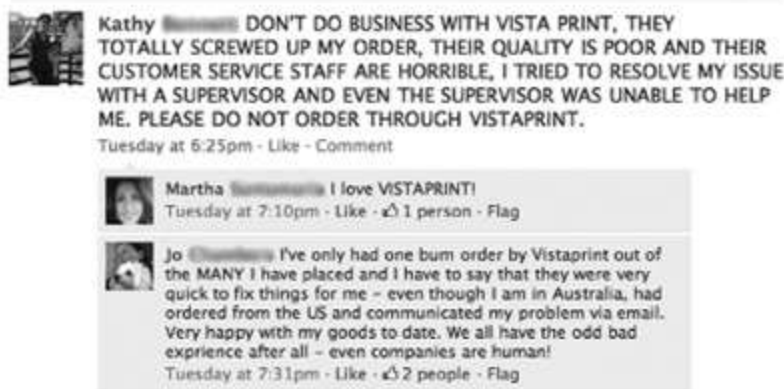 Kathy DON'T DO BUSINESS WITH VISTA PRINT, THEY
TOTALLY SCREWED UP MY ORDER, THEIR QUALITY IS POOR AND THEIR
CUSTOMER SERVICE STAFF ARE HORRIBLE, I TRIED TO RESOLVE MY ISSUE
WITH A SUPERVISOR AND EVEN THE SUPERVISOR WAS UNABLE TO HELP
ME. PLEASE DO NOT ORDER THROUGH VISTAPRINT.
Tuesday at 6:25pm - Like - Comment
Martha I love VISTAPRINT!
Tuesday at 7:10pm - Like - 1 person - Flag
Jo I've only had one bum order by Vistaprint out of
the MANY I have placed and I have to say that they were very
quick to fix things for me – even though I am in Australia, had
ordered from the US and communicated my problem via email.
Very happy with my goods to date. We all have the odd bad
exprience after all – even companies are human!
Tuesday at 7:31pm - Like - 2 people - Flag